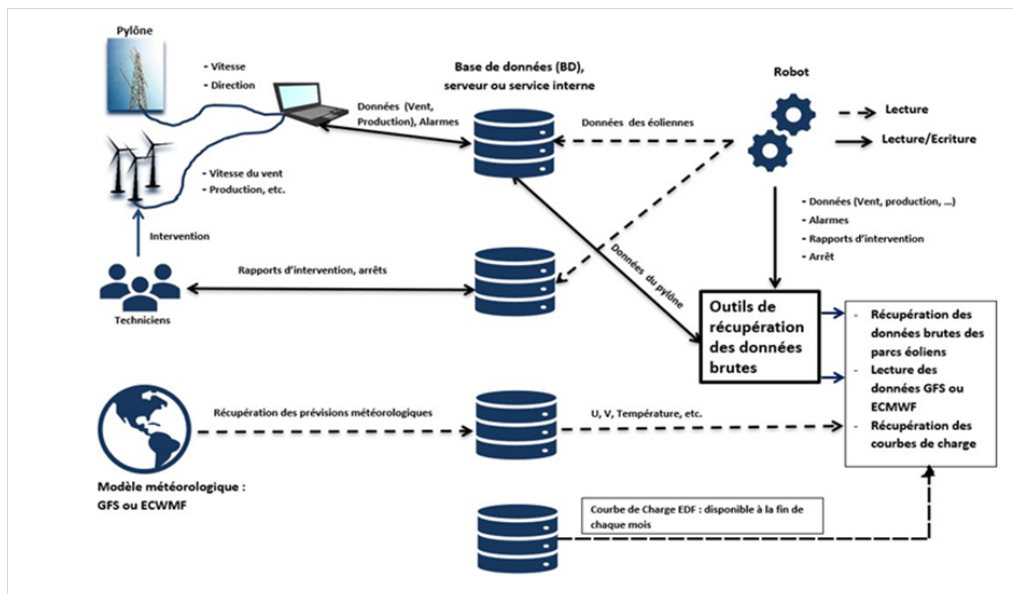 Pylône
- Vitesse
- Direction
Base de données (BD),
serveur ou service interne
Robot
Données (Vent,
Production), Alarmes
Données des éoliennes
Lecture
Lecture/Ecriture
- Vitesse du vent
- Production, etc.
- Données (Vent, production, ...)
- Alarmes
- Rapports d'intervention
- Arrêt
Intervention
Données du pylône
Rapports d'intervention, arrêts
Techniciens
Outils de
récupération
des données
brutes
- Récupération des
données brutes des
parcs éoliens
- Lecture des
données GFS ou
ECMWF
- Récupération des
courbes de charge
Récupération des prévisions météorologiques
U, V, Température, etc.
Modèle météorologique :
GFS ou ECWMF
Courbe de Charge EDF : disponible à la fin de
chaque mois